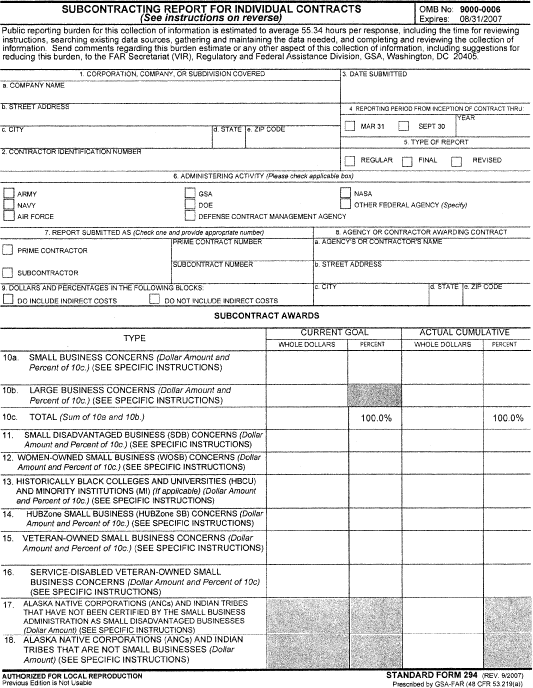 SUBCONTRACTING REPORT FOR INDIVIDUAL CONTRACTS
(See instructions on reverse)
OMB No: 9000-0006
Expires: 08/31/2007
Public reporting burden for this collection of information is estimated to average 55.34 hours per response, including the time for reviewing
instructions, searching existing data sources, gathering and maintaining the data needed, and completing and reviewing the collection of
information. Send comments regarding this burden estimate or any other aspect of this collection of information, including suggestions for
reducing this burden, to the FAR Secretariat (VIR), Regulatory and Federal Assistance Division, GSA, Washington, DC 20405.
1. CORPORATION, COMPANY, OR SUBDIVISION COVERED
3. DATE SUBMITTED
a. COMPANY NAME
b. STREET ADDRESS
4. REPORTING PERIOD FROM INCEPTION OF CONTRACT THRU:
c. CITY
d. STATE
e. ZIP CODE
MAR 31
SEPT 30
YEAR
5. TYPE OF REPORT
2. CONTRACTOR IDENTIFICATION NUMBER
REGULAR
FINAL
REVISED
6. ADMINISTERING ACTIVITY (Please check applicable box)
ARMY
GSA
NASA
NAVY
DOE
OTHER FEDERAL AGENCY (Specify)
AIR FORCE
DEFENSE CONTRACT MANAGEMENT AGENCY
7. REPORT SUBMITTED AS (Check one and provide appropriate number)
8. AGENCY OR CONTRACTOR AWARDING CONTRACT
PRIME CONTRACTOR
PRIME CONTRACT NUMBER
a. AGENCY'S OR CONTRACTOR'S NAME
SUBCONTRACTOR
SUBCONTRACT NUMBER
b. STREET ADDRESS
9. DOLLARS AND PERCENTAGES IN THE FOLLOWING BLOCKS:
c. CITY
d. STATE
e. ZIP CODE
DO INCLUDE INDIRECT COSTS
DO NOT INCLUDE INDIRECT COSTS
SUBCONTRACT AWARDS
TYPE
CURRENT GOAL
ACTUAL CUMULATIVE
WHOLE DOLLARS
PERCENT
WHOLE DOLLARS
PERCENT
10a. SMALL BUSINESS CONCERNS (Dollar Amount and
Percent of 10c.) (SEE SPECIFIC INSTRUCTIONS)
10b. LARGE BUSINESS CONCERNS (Dollar Amount and
Percent of 10c.) (SEE SPECIFIC INSTRUCTIONS)
10c. TOTAL (Sum of 10a and 10b.)
100.0%
100.0%
11. SMALL DISADVANTAGED BUSINESS (SDB) CONCERNS (Dollar
Amount and Percent of 10c.) (SEE SPECIFIC INSTRUCTIONS)
12. WOMEN-OWNED SMALL BUSINESS (WOSB) CONCERNS (Dollar
Amount and Percent of 10c.) (SEE SPECIFIC INSTRUCTIONS)
13. HISTORICALLY BLACK COLLEGES AND UNIVERSITIES (HBCU)
AND MINORITY INSTITUTIONS (MI) (If applicable) (Dollar Amount
and Percent of 10c.) (SEE SPECIFIC INSTRUCTIONS)
14. HUBZone SMALL BUSINESS (HUBZone SB) CONCERNS (Dollar
Amount and Percent of 10c.) (SEE SPECIFIC INSTRUCTIONS)
15. VETERAN-OWNED SMALL BUSINESS CONCERNS (Dollar
Amount and Percent of 10c.) (SEE SPECIFIC INSTRUCTIONS)
16. SERVICE-DISABLED VETERAN-OWNED SMALL
BUSINESS CONCERNS (Dollar Amount and Percent of 10c)
(SEE SPECIFIC INSTRUCTIONS)
17. ALASKA NATIVE CORPORATIONS (ANCs) AND INDIAN TRIBES
THAT HAVE NOT BEEN CERTIFIED BY THE SMALL BUSINESS
ADMINISTRATION AS SMALL DISADVANTAGED BUSINESSES
(Dollar Amount) (SEE SPECIFIC INSTRUCTIONS)
18. ALASKA NATIVE CORPORATIONS (ANCs) AND INDIAN
TRIBES THAT ARE NOT SMALL BUSINESSES (Dollar
Amount) (SEE SPECIFIC INSTRUCTIONS)
AUTHORIZED FOR LOCAL REPRODUCTION
Previous Edition is Not Usable
STANDARD FORM 294 (REV. 9/2007)
Prescribed by GSA-FAR (48 CFR 53.219(a))